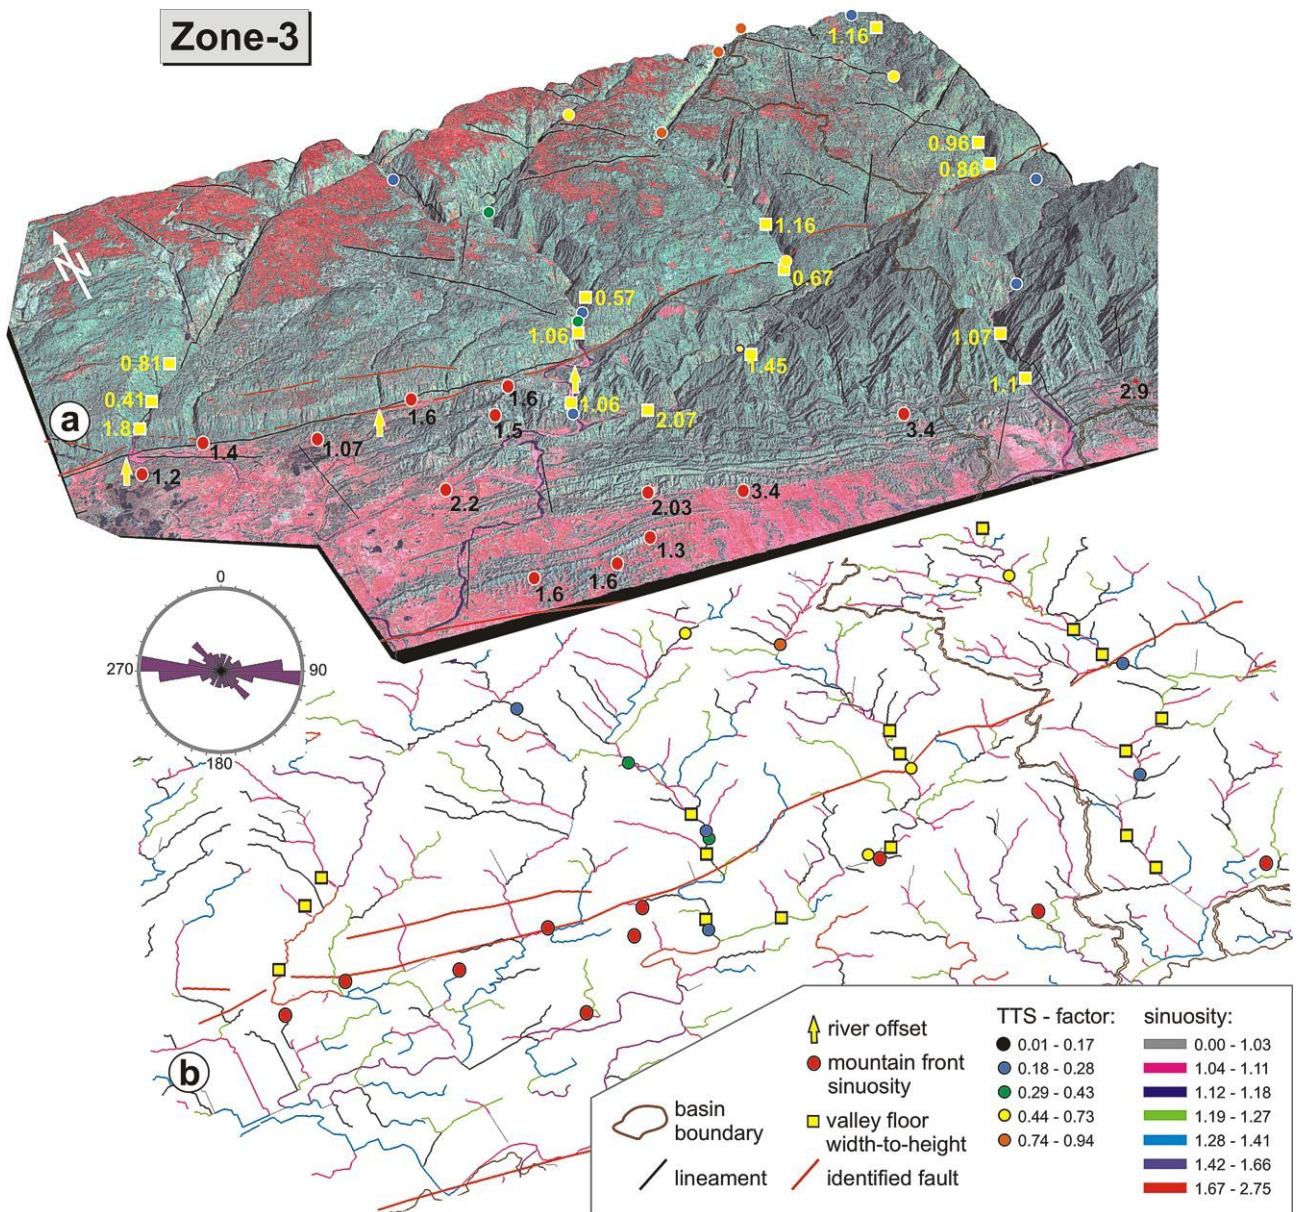 Zone-3
1.16
0.96
0.86
1.16
0.67
N
0.57
1.06
1.07
0.81
1.45
1.1
2.9
0.41
1.6
1.6
1.06
a
1.8
1.5
2.07
3.4
1.4
1.07
1.2
2.2
2.03
3.4
1.3
1.6
1.6
0
270
90
180
b
river offset
mountain front
sinuosity
basin
boundary
valley floor
width-to-height
lineament
identified fault
TTS - factor:
0.01 - 0.17
0.18 - 0.28
0.29 - 0.43
0.44 - 0.73
0.74 - 0.94
sinuosity:
0.00 - 1.03
1.04 - 1.11
1.12 - 1.18
1.19 - 1.27
1.28 - 1.41
1.42 - 1.66
1.67 - 2.75